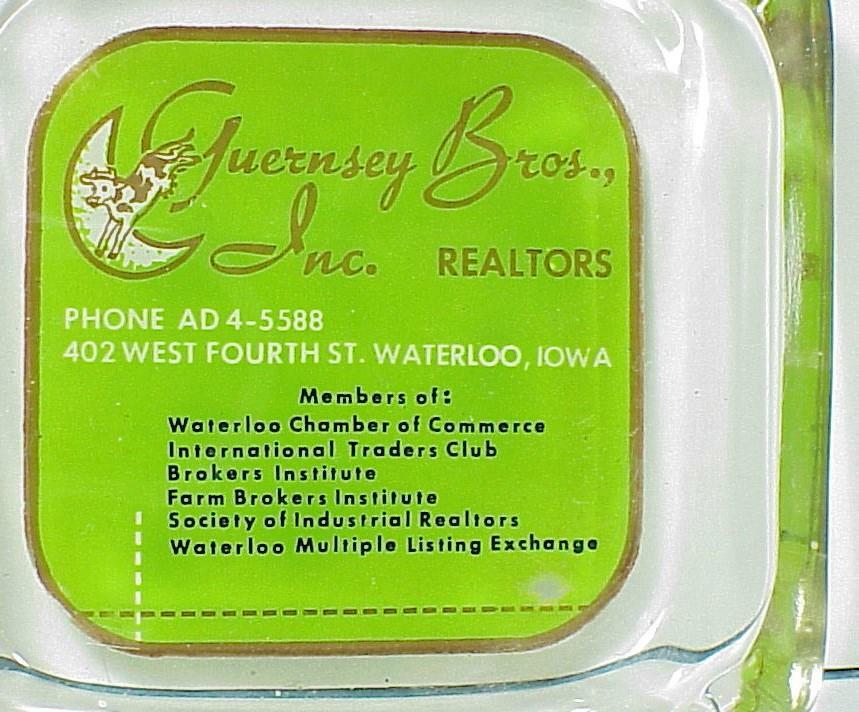 Guernsey Bros.,
Inc. REALTORS
PHONE AD 4-5588
402 WEST FOURTH ST. WATERLOO, IOWA
Members of:
Waterloo Chamber of Commerce
International Traders Club
Brokers Institute
Farm Brokers Institute
Society of Industrial Realtors
Waterloo Multiple Listing Exchange